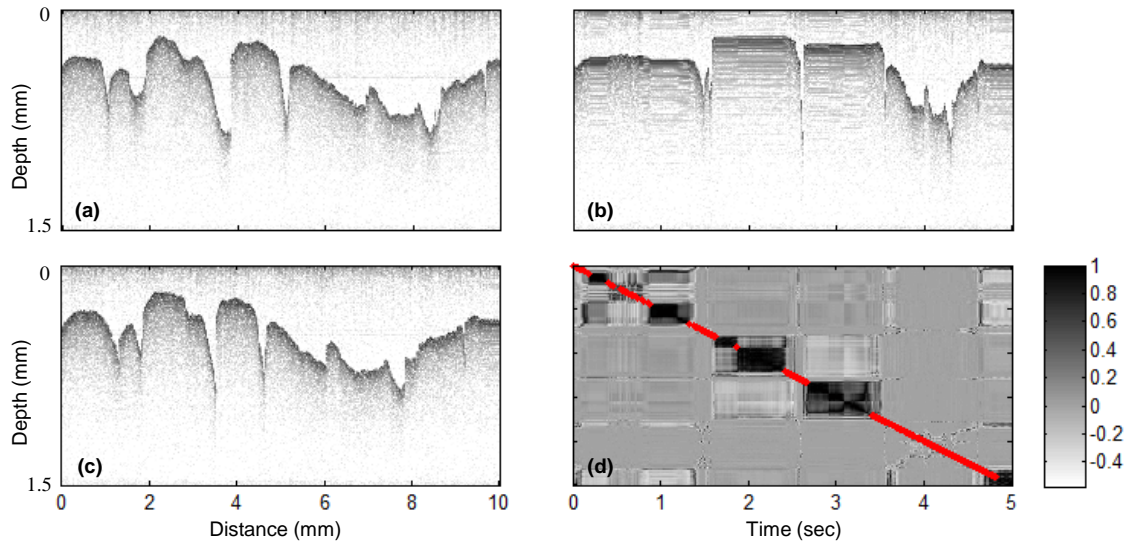 0
Depth (mm)
1.5
(a)
(b)
0
Depth (mm)
1.5
(c)
(d)
0 2 4 6 8 10
Distance (mm)
0 1 2 3 4 5
Time (sec)
1
0.8
0.6
0.4
0.2
0
-0.2
-0.4